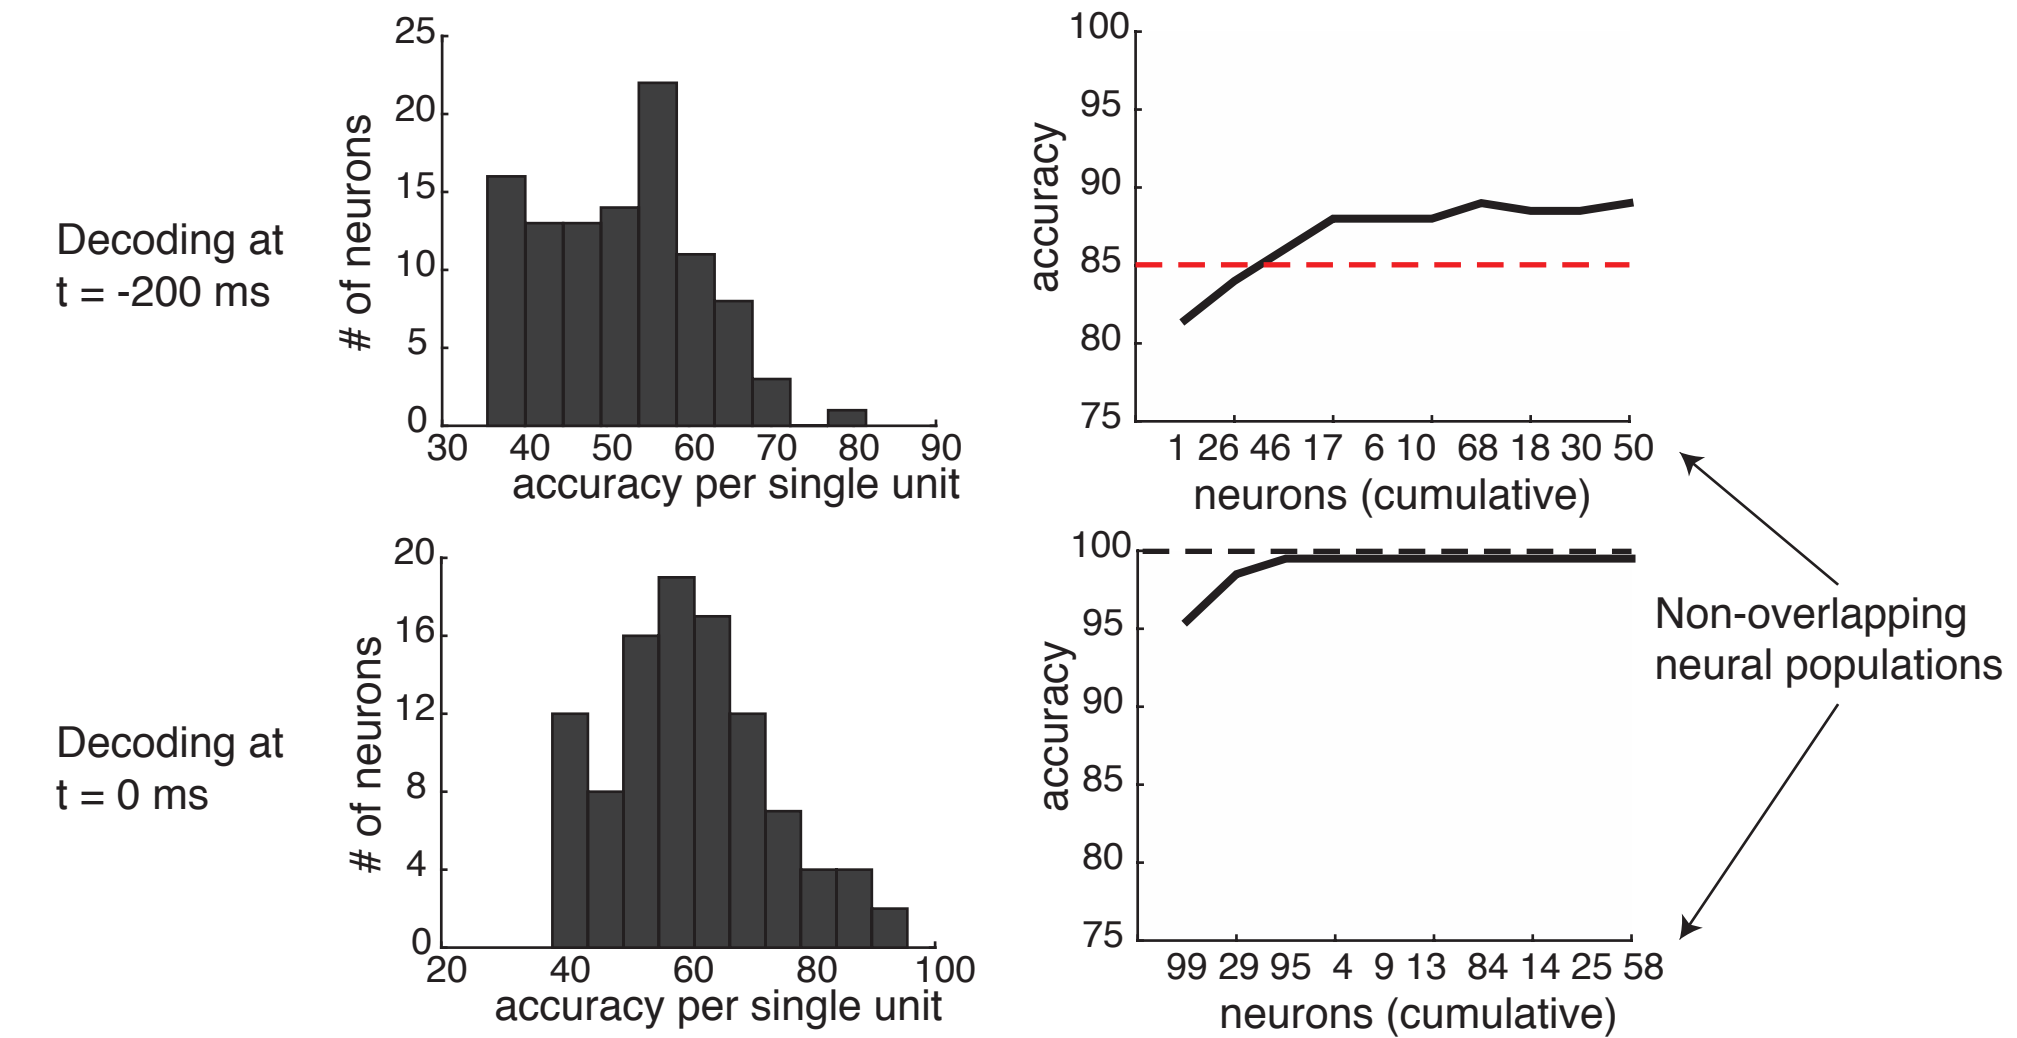 Decoding at
t = -200 ms
# of neurons
25
20
15
10
5
0
30 40 50 60 70 80 90
accuracy per single unit
accuracy
100
95
90
85
80
75
1 26 46 17 6 10 68 18 30 50
neurons (cumulative)
Decoding at
t = 0 ms
# of neurons
20
16
12
8
4
0
20 40 60 80 100
accuracy per single unit
accuracy
100
95
90
85
80
75
99 29 95 4 9 13 84 14 25 58
neurons (cumulative)
Non-overlapping
neural populations